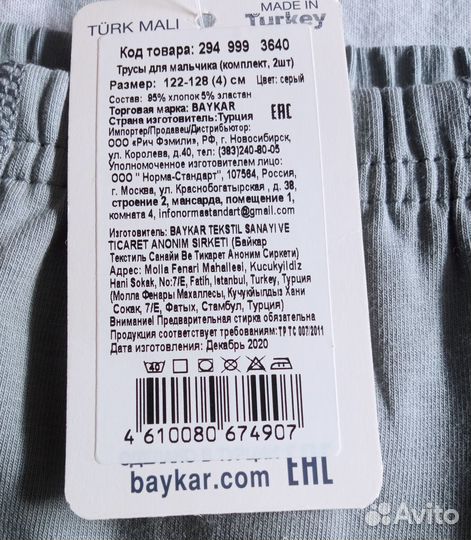 TÜRK MALI
MADE IN
Turkey
Код товара: 294 999 3640
Трусы для мальчика (комплект, 2шт)
Размер: 122-128 (4) см Цвет: серый
Состав: 95% хлопок 5% эластан
Торговая марка: BAYKAR
Страна изготовитель:Турция
Импортер/Продавец/Дистрибьютор:
ООО «Рич Фэмили», РФ, г. Новосибирск,
ул. Королева, д.40, тел. (383)240-80-05
Уполномоченное изготовителем лицо:
ООО " Норма-Стандарт", 107564, Россия,
г. Москва, ул. Краснобогатырская , д. 38,
строение 2, мансарда, помещение 1,
комната 4, infonormastandart@gmail.com
EAC
Изготовитель: BAYKAR TEKSTIL SANAYI VE
TICARET ANONIM SIRKETI (Байкар
Текстиль Санайи Ве Тикарет Аноним Сиркети)
Адрес: Molla Fenari Mahallesi, Kucukyildiz
Hani Sokak, No:7/E, Fatih, Istanbul, Turkey, Турция
(Молла Фенары Махаллесы, Кучукйылдыз Хани
Сокак, 7/Е, Фатых, Стамбул, Турция)
Внимание! Предварительная стирка обязательна
Продукция соответствует требованиям:ТР ТС 007/2011
Дата изготовления: Декабрь 2020
40
4 610080 674907
baykar.com EAC
Avito